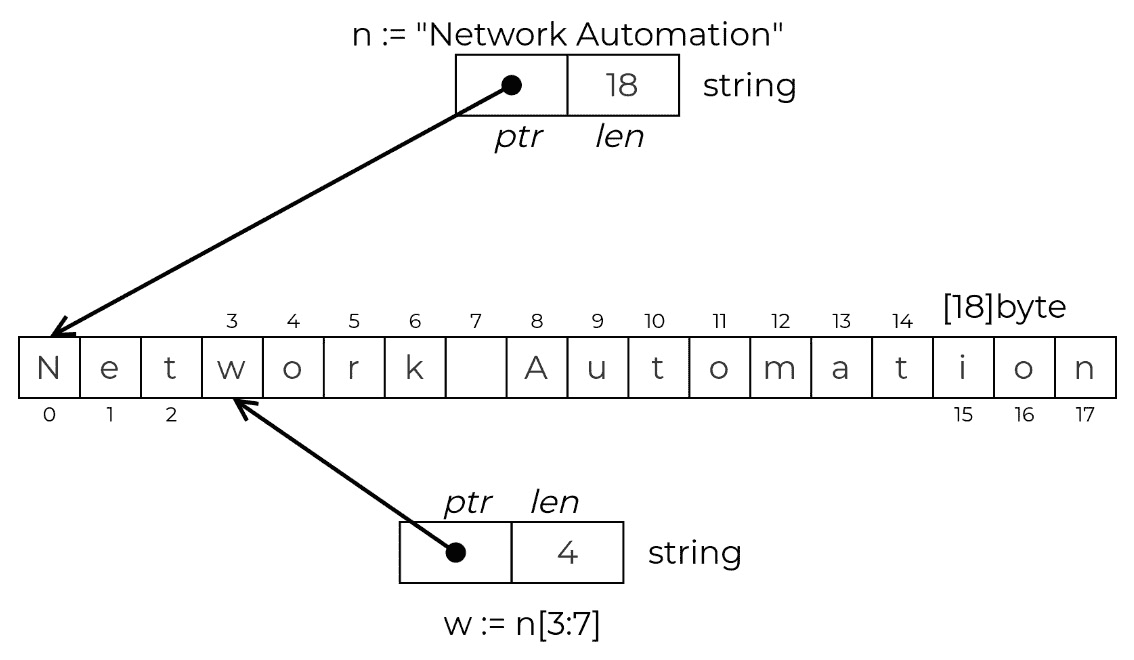 n := "Network Automation"
18 string
ptr len
[18]byte
3 4 5 6 7 8 9 10 11 12 13 14
N e t w o r k A u t o m a t i o n
0 1 2 15 16 17
ptr len
4 string
w := n[3:7]